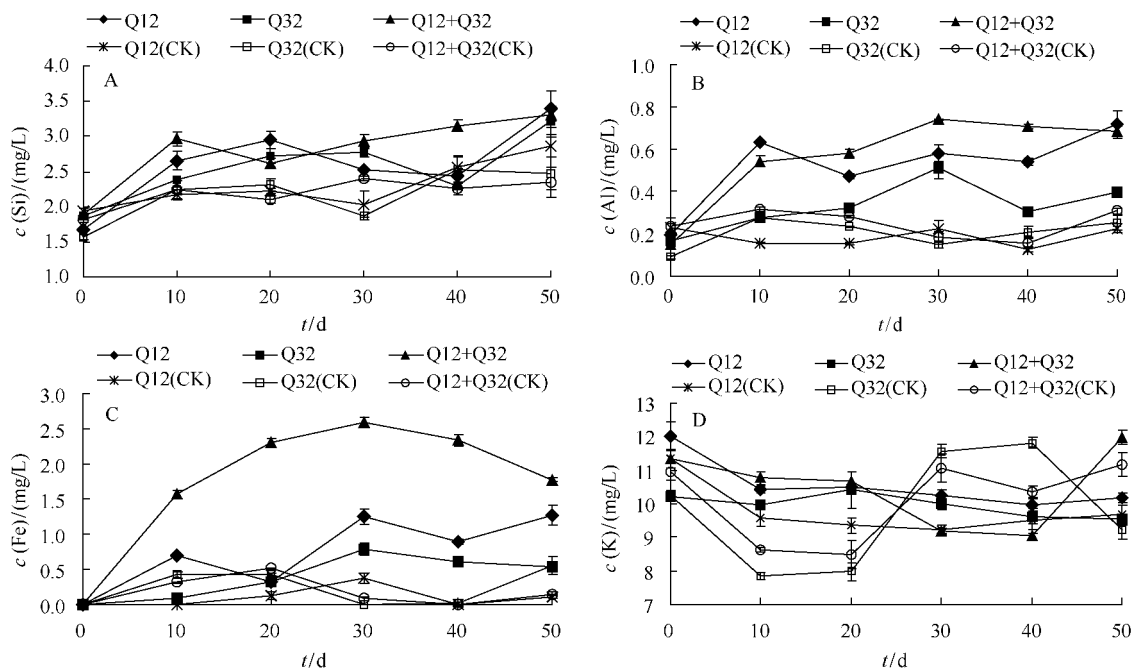 Q12 Q32 Q12+Q32
Q12(CK) Q32(CK) Q12+Q32(CK)
A
c (Si)/(mg/L)
4.0
3.5
3.0
2.5
2.0
1.5
1.0
0 10 20 30 40 50
t/d
Q12 Q32 Q12+Q32
Q12(CK) Q32(CK) Q12+Q32(CK)
B
c (Al)/(mg/L)
1.0
0.8
0.6
0.4
0.2
0.0
0 10 20 30 40 50
t/d
Q12 Q32 Q12+Q32
Q12(CK) Q32(CK) Q12+Q32(CK)
C
c (Fe)/(mg/L)
3.0
2.5
2.0
1.5
1.0
0.5
0.0
0 10 20 30 40 50
t/d
Q12 Q32 Q12+Q32
Q12(CK) Q32(CK) Q12+Q32(CK)
D
c (K)/(mg/L)
13
12
11
10
9
8
7
0 10 20 30 40 50
t/d